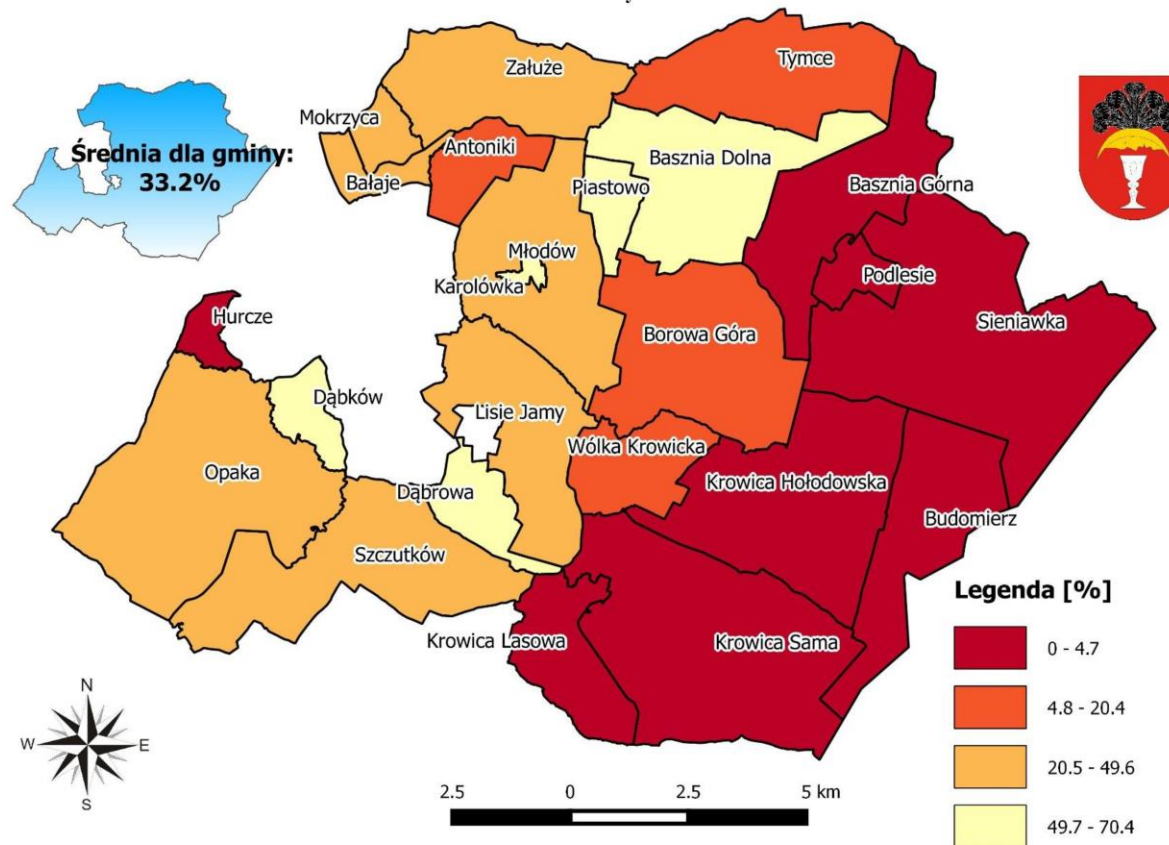 Tymce
Załuże
Mokrzyca
Średnia dla gminy:
33.2%
Antoniki
Basznia Dolna
Bałaje
Piastowo
Basznia Górna
Młodów
Karolówka
Podlesie
Hurcze
Sieniawka
Borowa Góra
Dąbków
Lisie Jamy
Wólka Krowicka
Opaka
Dąbrowa
Krowica Hołodowska
Budomierz
Szczutków
Legenda [%]
Krowica Lasowa
Krowica Sama
0 - 4.7
4.8 - 20.4
20.5 - 49.6
49.7 - 70.4
N
W
E
S
2.5 0 2.5 5 km